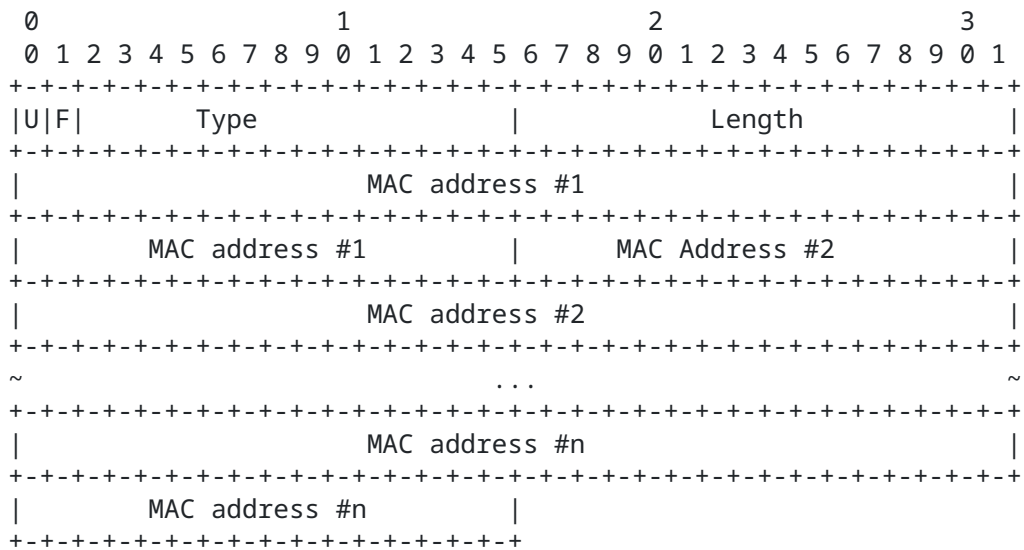 0                   1                   2                   3
 0 1 2 3 4 5 6 7 8 9 0 1 2 3 4 5 6 7 8 9 0 1 2 3 4 5 6 7 8 9 0 1
+-+-+-+-+-+-+-+-+-+-+-+-+-+-+-+-+-+-+-+-+-+-+-+-+-+-+-+-+-+-+-+-+
|U|F|       Type                |            Length             |
+-+-+-+-+-+-+-+-+-+-+-+-+-+-+-+-+-+-+-+-+-+-+-+-+-+-+-+-+-+-+-+-+
|                      MAC address #1                           |
+-+-+-+-+-+-+-+-+-+-+-+-+-+-+-+-+-+-+-+-+-+-+-+-+-+-+-+-+-+-+-+-+
|        MAC address #1         |      MAC Address #2           |
+-+-+-+-+-+-+-+-+-+-+-+-+-+-+-+-+-+-+-+-+-+-+-+-+-+-+-+-+-+-+-+-+
|                      MAC address #2                           |
+-+-+-+-+-+-+-+-+-+-+-+-+-+-+-+-+-+-+-+-+-+-+-+-+-+-+-+-+-+-+-+-+
~                              ...                              ~
+-+-+-+-+-+-+-+-+-+-+-+-+-+-+-+-+-+-+-+-+-+-+-+-+-+-+-+-+-+-+-+-+
|                      MAC address #n                           |
+-+-+-+-+-+-+-+-+-+-+-+-+-+-+-+-+-+-+-+-+-+-+-+-+-+-+-+-+-+-+-+-+
|        MAC address #n         |
+-+-+-+-+-+-+-+-+-+-+-+-+-+-+-+-+